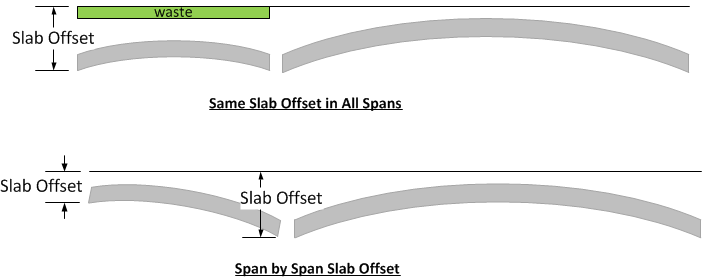 waste
Slab Offset
Same Slab Offset in All Spans
Slab Offset
Slab Offset
Span by Span Slab Offset